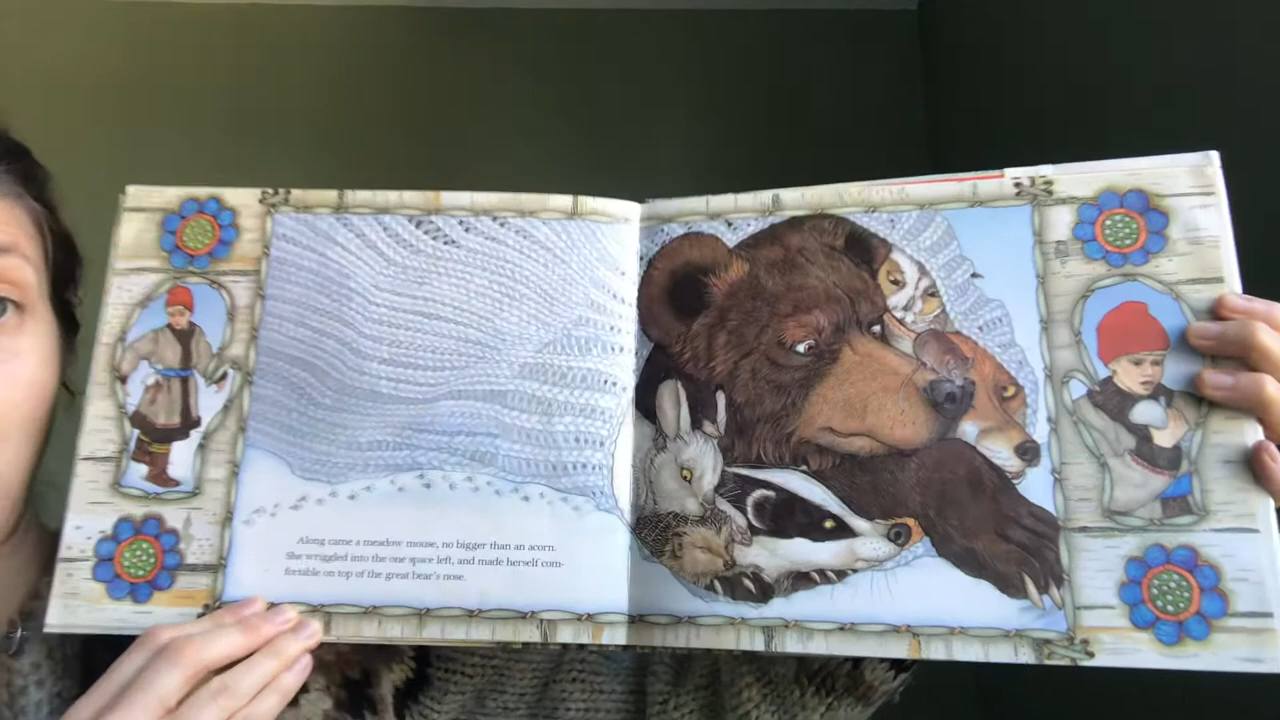 Along came a meadow mouse, no bigger than an acorn.
She wriggled into the one space left, and made herself com-
fortable on top of the great bear's nose.